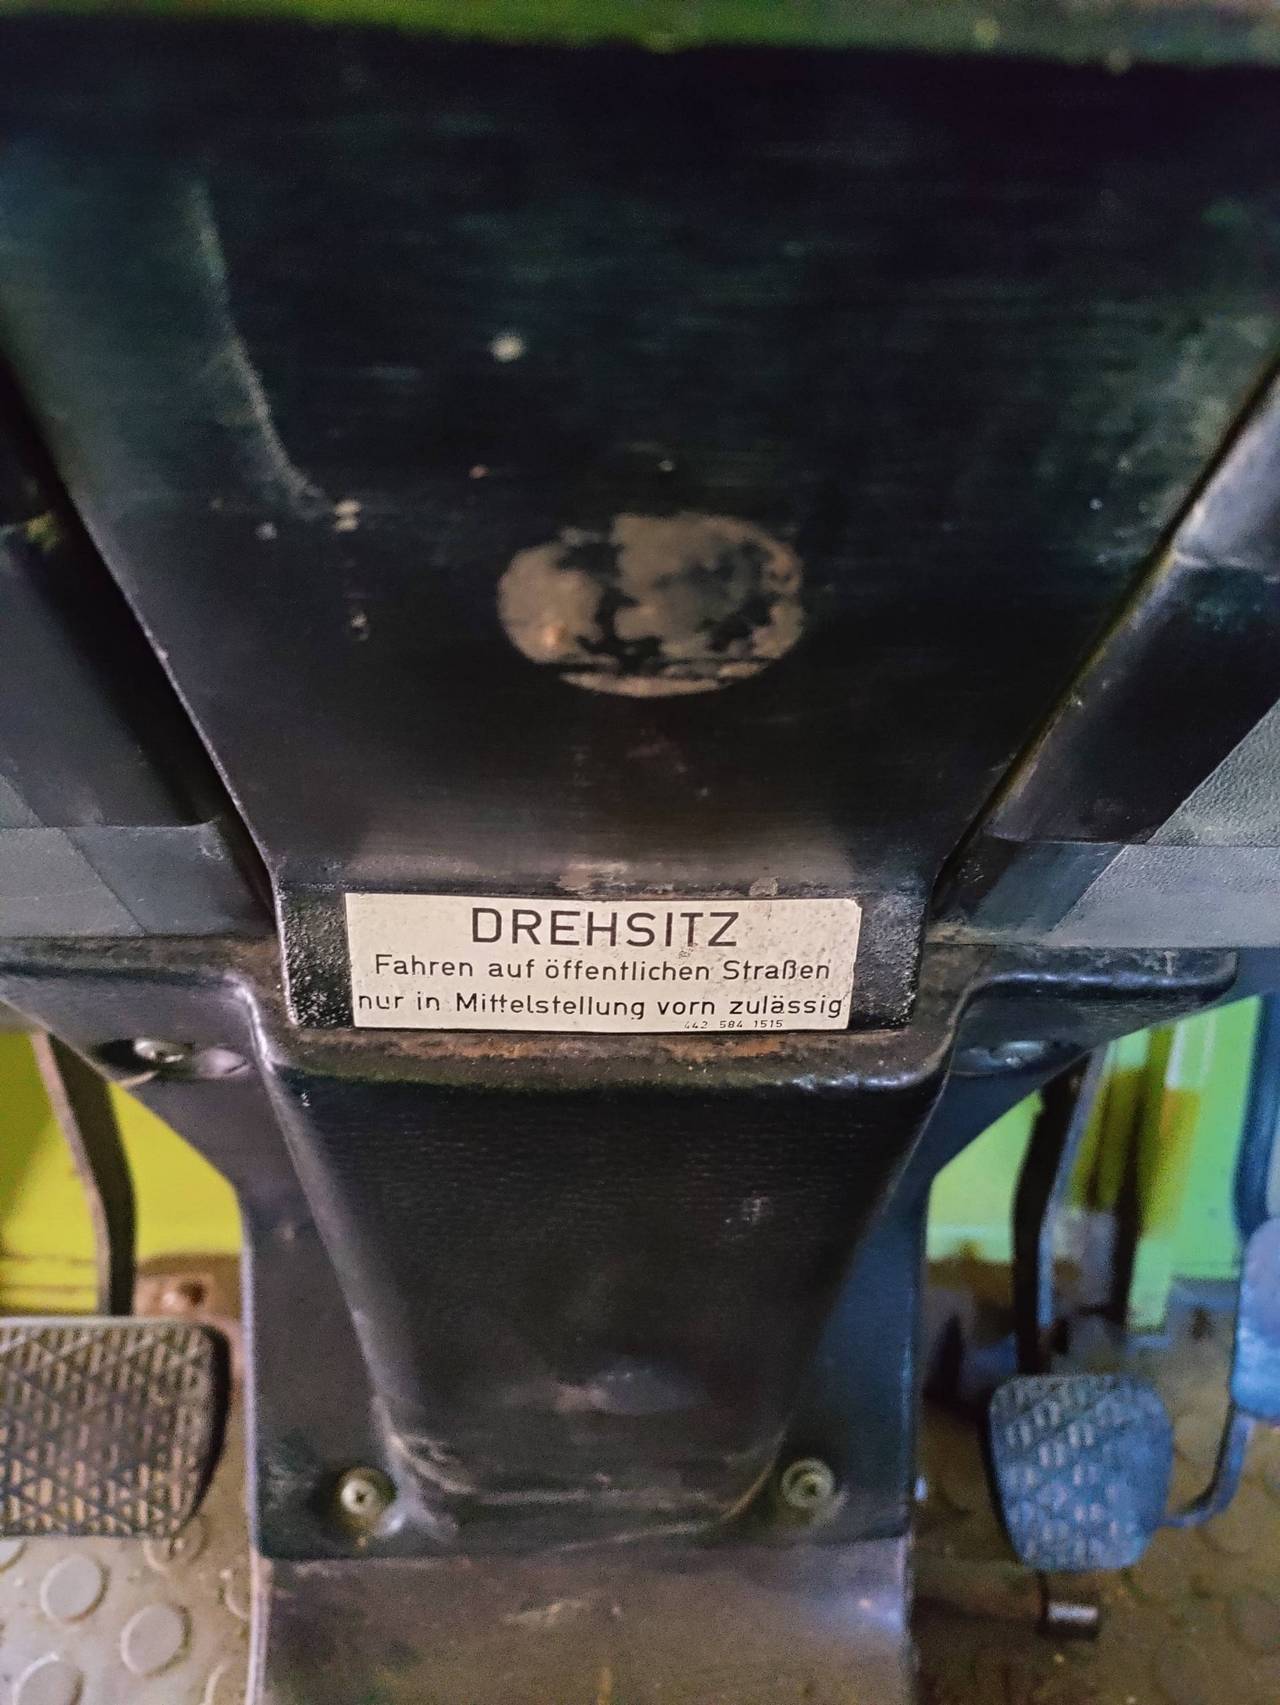 DREHSITZ
Fahren auf öffentlichen Straßen
nur in Mittelstellung vorn zulässig
442 584 1515